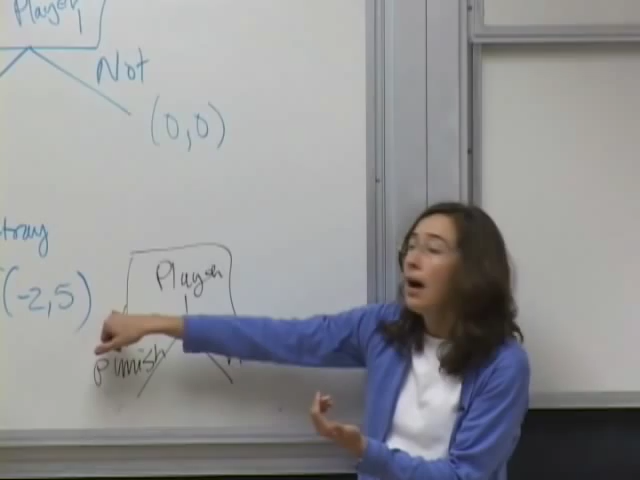 Player
1
Not
(0,0)
(-2,5)
Player
1
punish